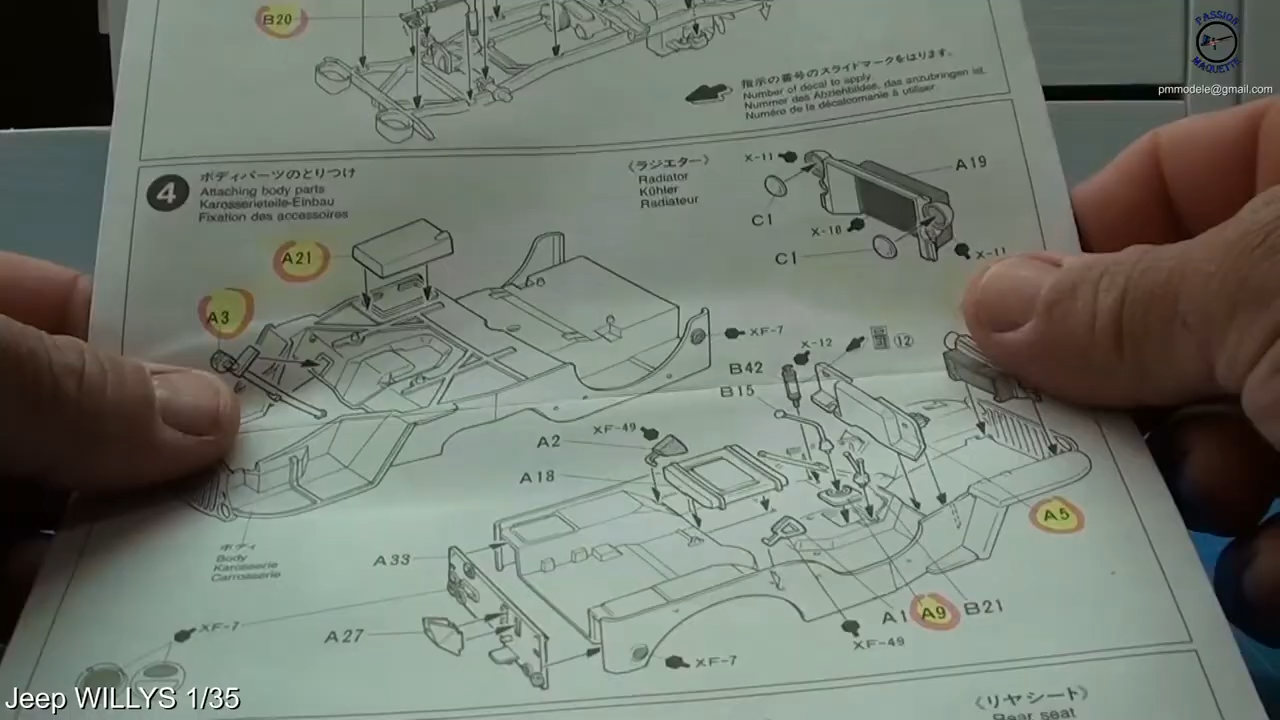 B20
PASSION
MAQUETTE
pmmodele@gmail.com
指示の番号のスライドマークをはります。
Number of decal to apply.
Nummer des Abziehbildes, das anzubringen ist.
Numéro de la décalcomanie à utiliser.
4
ボディパーツのとりつけ
Attaching body parts
Karosserieteile-Einbau
Fixation des accessoires
《ラジエター》
Radiator
Kühler
Radiateur
X-11
A19
C1
X-10
C1
X-11
A21
A3
XF-7
X-12
12
B42
B15
XF-49
A2
A18
A5
ボディ
Body
Karosserie
Carrosserie
A33
XF-7
A27
A1
A9
B21
XF-49
XF-7
Jeep WILLYS 1/35
《リヤシート》
Rear seat